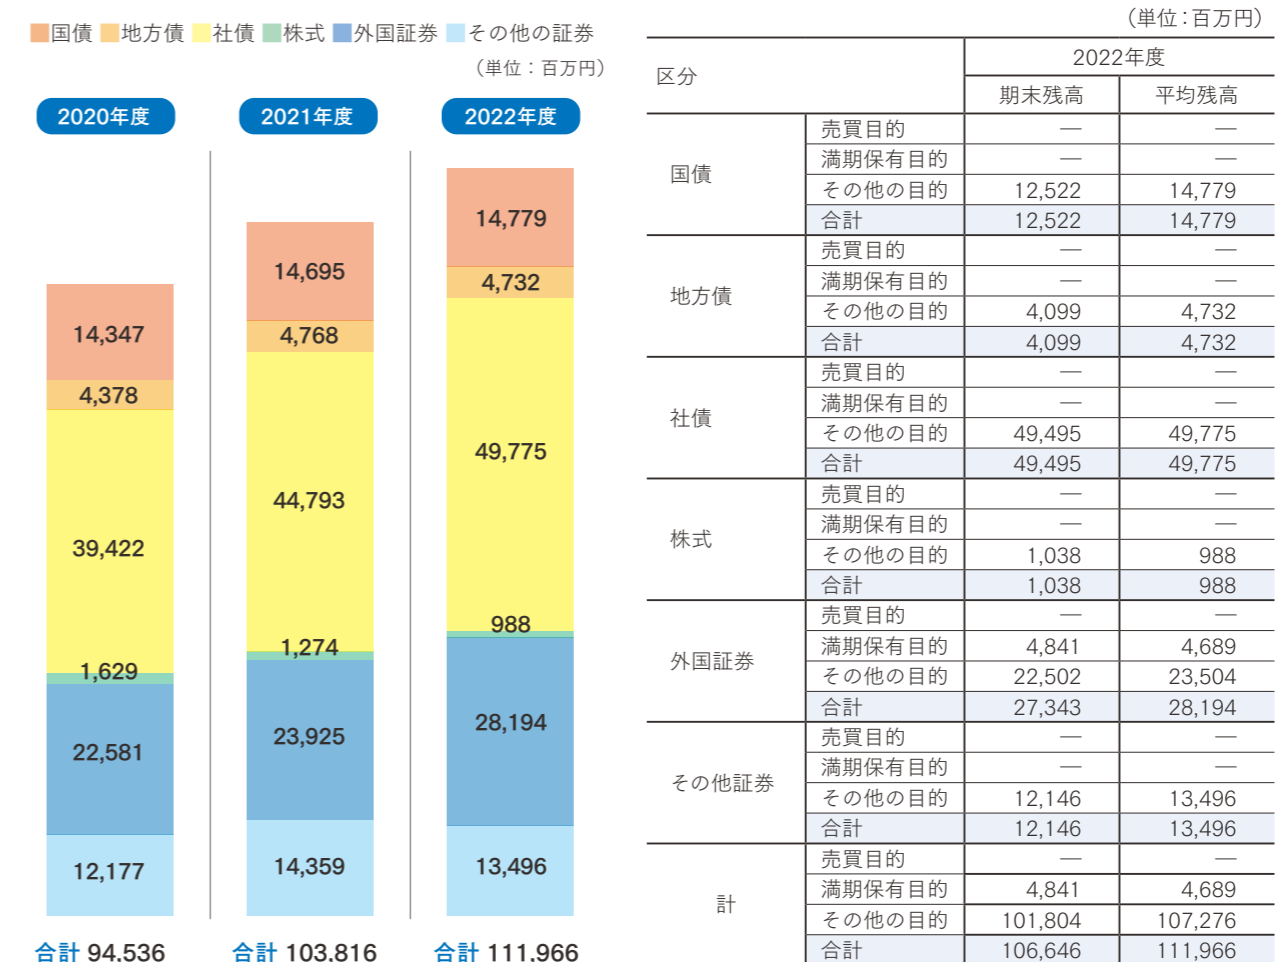 国債 地方債 社債 株式 外国証券 その他の証券
（単位：百万円）
2020年度 2021年度 2022年度
14,347
4,378
39,422
1,629
22,581
12,177
合計 94,536
14,695
4,768
44,793
1,274
23,925
14,359
合計 103,816
14,779
4,732
49,775
988
28,194
13,496
合計 111,966
（単位：百万円）
区分 2022年度
期末残高 平均残高
国債
売買目的 — —
満期保有目的 — —
その他の目的 12,522 14,779
合計 12,522 14,779
地方債
売買目的 — —
満期保有目的 — —
その他の目的 4,099 4,732
合計 4,099 4,732
社債
売買目的 — —
満期保有目的 — —
その他の目的 49,495 49,775
合計 49,495 49,775
株式
売買目的 — —
満期保有目的 — —
その他の目的 1,038 988
合計 1,038 988
外国証券
売買目的 — —
満期保有目的 4,841 4,689
その他の目的 22,502 23,504
合計 27,343 28,194
その他証券
売買目的 — —
満期保有目的 — —
その他の目的 12,146 13,496
合計 12,146 13,496
計
売買目的 — —
満期保有目的 4,841 4,689
その他の目的 101,804 107,276
合計 106,646 111,966